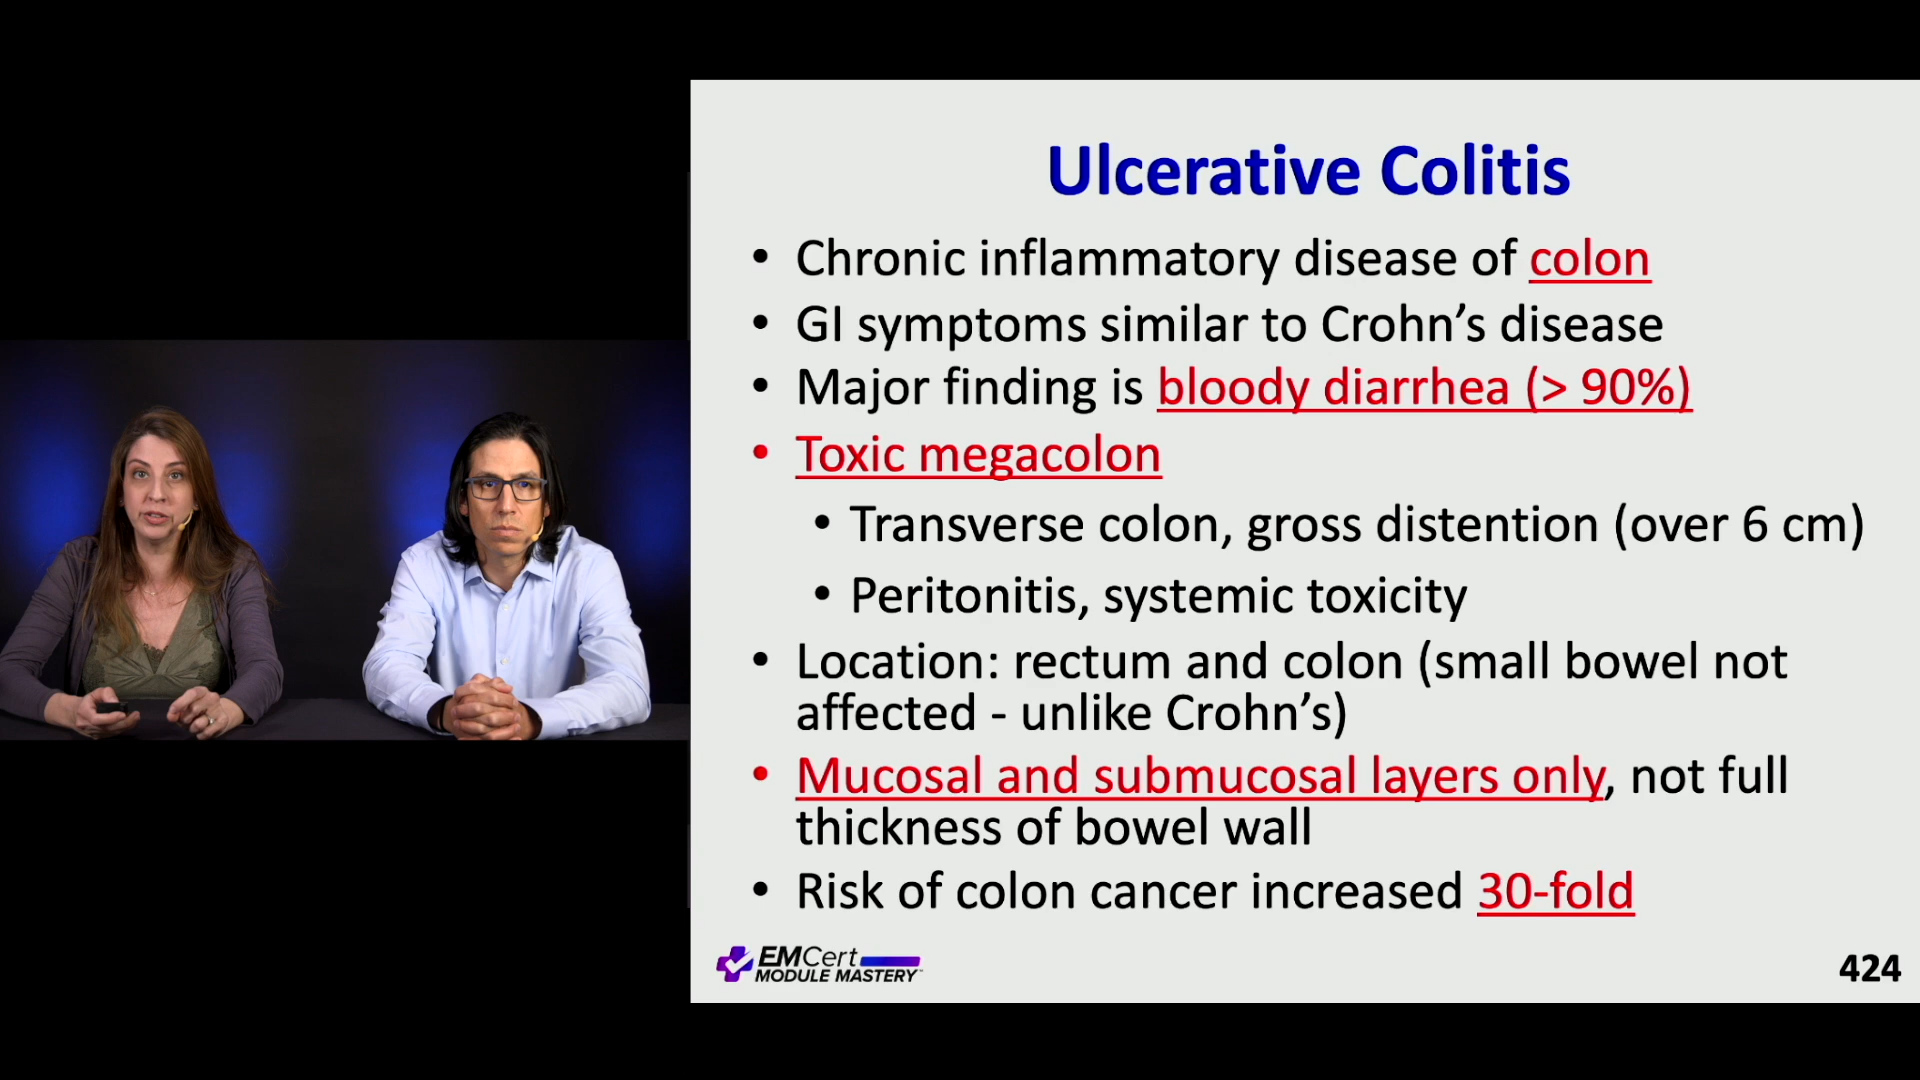 Ulcerative Colitis
• Chronic inflammatory disease of colon
• GI symptoms similar to Crohn’s disease
• Major finding is bloody diarrhea (> 90%)
• Toxic megacolon
• Transverse colon, gross distention (over 6 cm)
• Peritonitis, systemic toxicity
• Location: rectum and colon (small bowel not
affected - unlike Crohn’s)
• Mucosal and submucosal layers only, not full
thickness of bowel wall
• Risk of colon cancer increased 30-fold
EMCert
MODULE MASTERY™
424